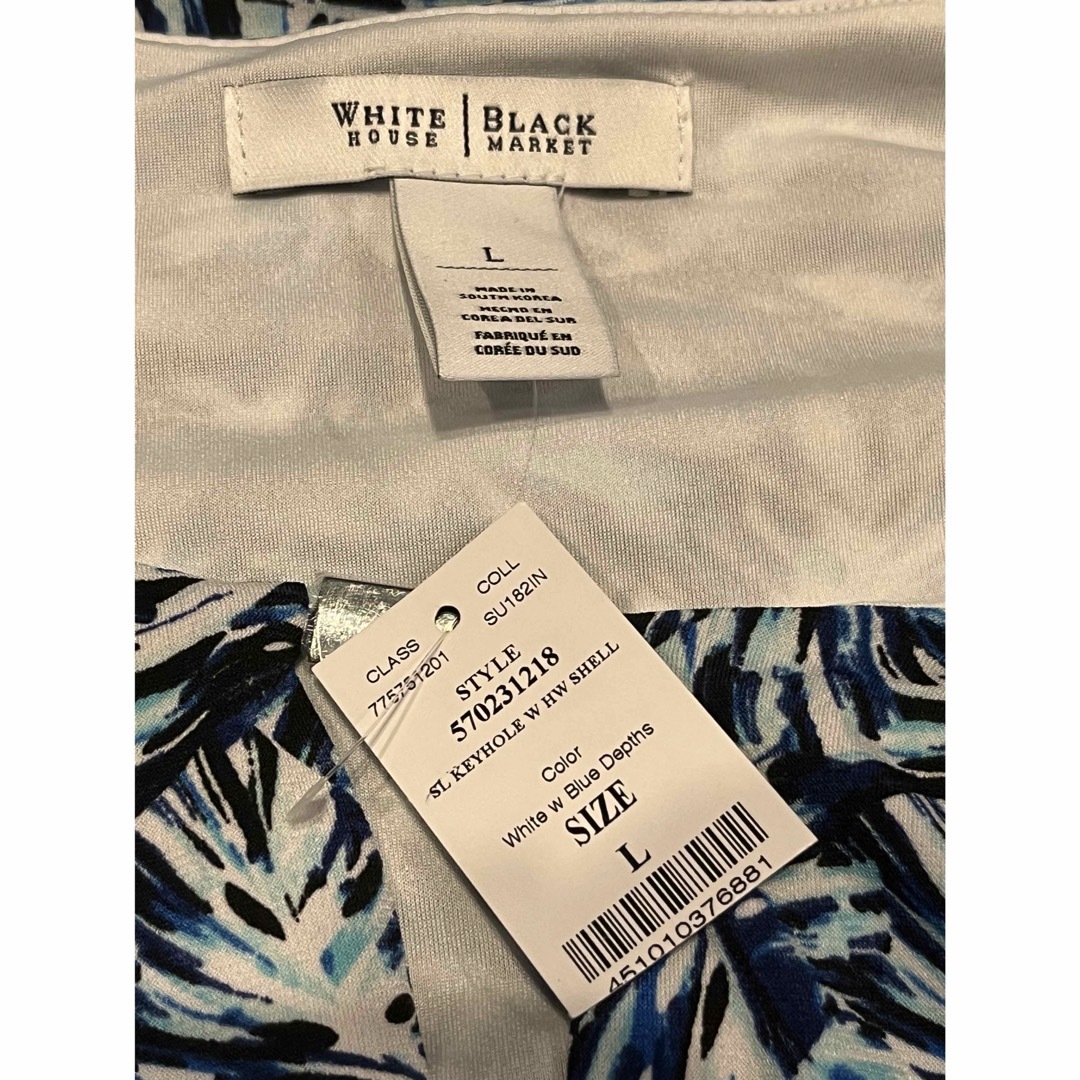 WHITE | BLACK
HOUSE | MARKET
L
MADE IN
SOUTH KOREA
HECHO EN
COREA DEL SUR
FABRIQUÉ EN
CORÉE DU SUD
CLASS
775751201
COLL
SU182IN
STYLE
570231218
SL KEYHOLE W HW SHELL
Color
White w Blue Depths
SIZE
L
451010376881